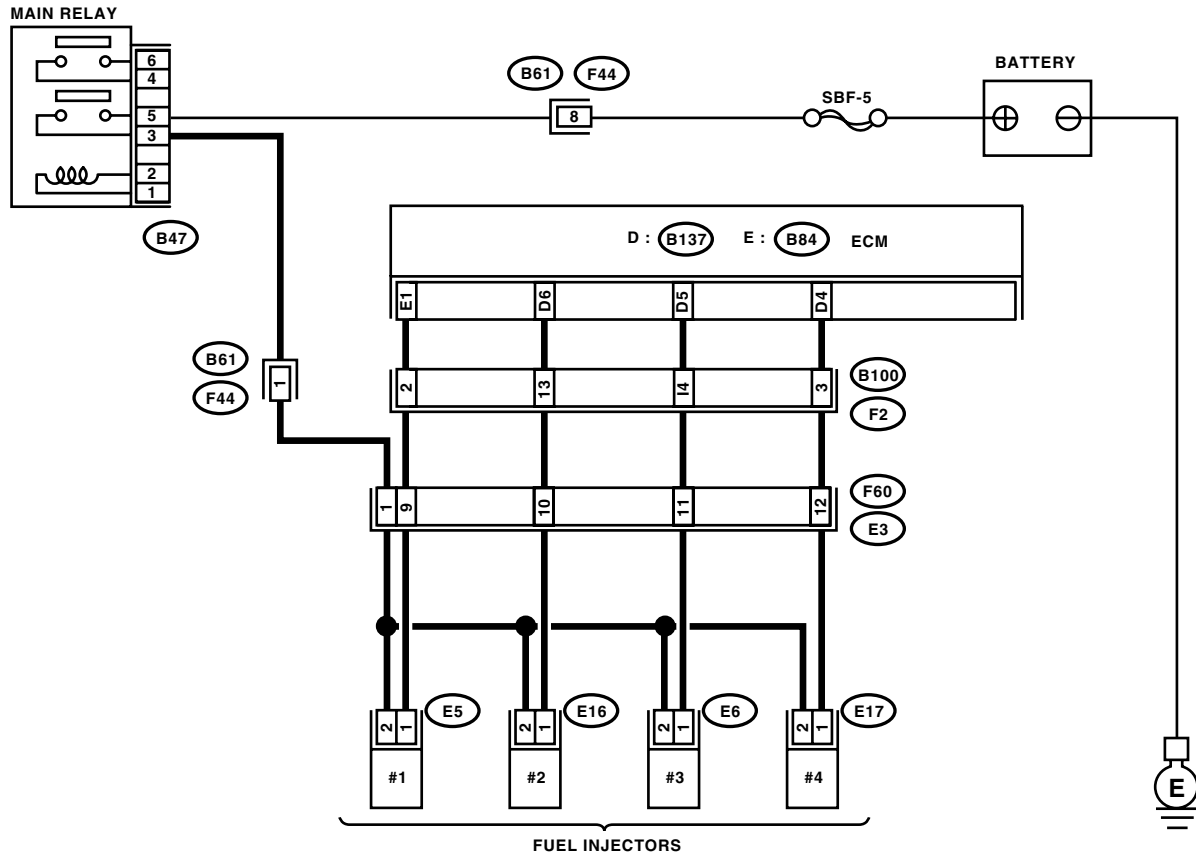 MAIN RELAY
6
4
5
3
2
1
B47
B61 F44
8
SBF-5
BATTERY
D : B137 E : B84 ECM
E1 D6 D5 D4
B61
F44
1
2 13 I4 3
B100
F2
1 9 10 11 12
F60
E3
2 1 E5 2 1 E16 2 1 E6 2 1 E17
#1 #2 #3 #4
E
FUEL INJECTORS